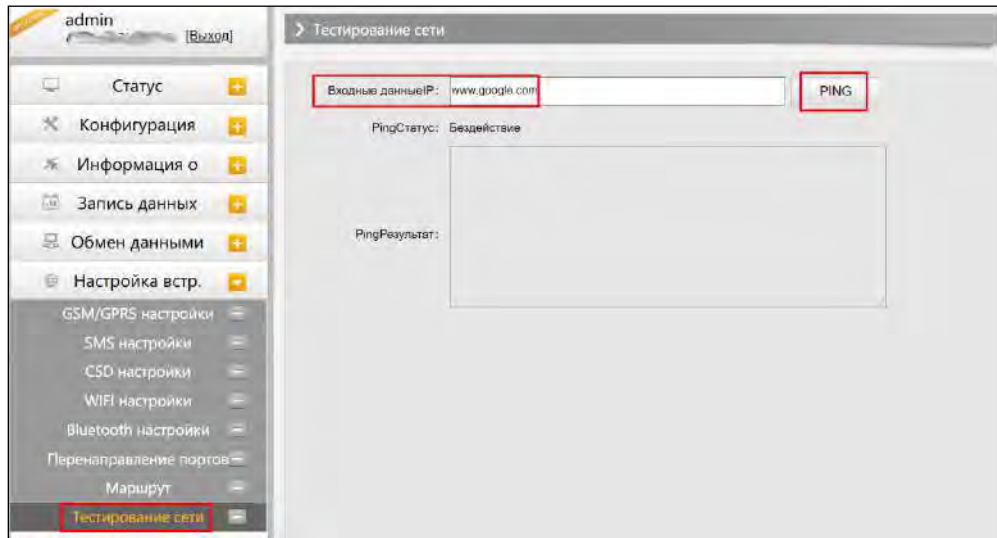 admin
[Выход]
Статус
Конфигурация
Информация о
Запись данных
Обмен данными
Настройка встр.
GSM/GPRS настройки
SMS настройки
CSD настройки
WIFI настройки
Bluetooth настройки
Перенаправление портов
Маршрут
Тестирование сети
Тестирование сети
Входные данныеIP: www.google.com PING
PingСтатус: Бездействие
PingРезультат: